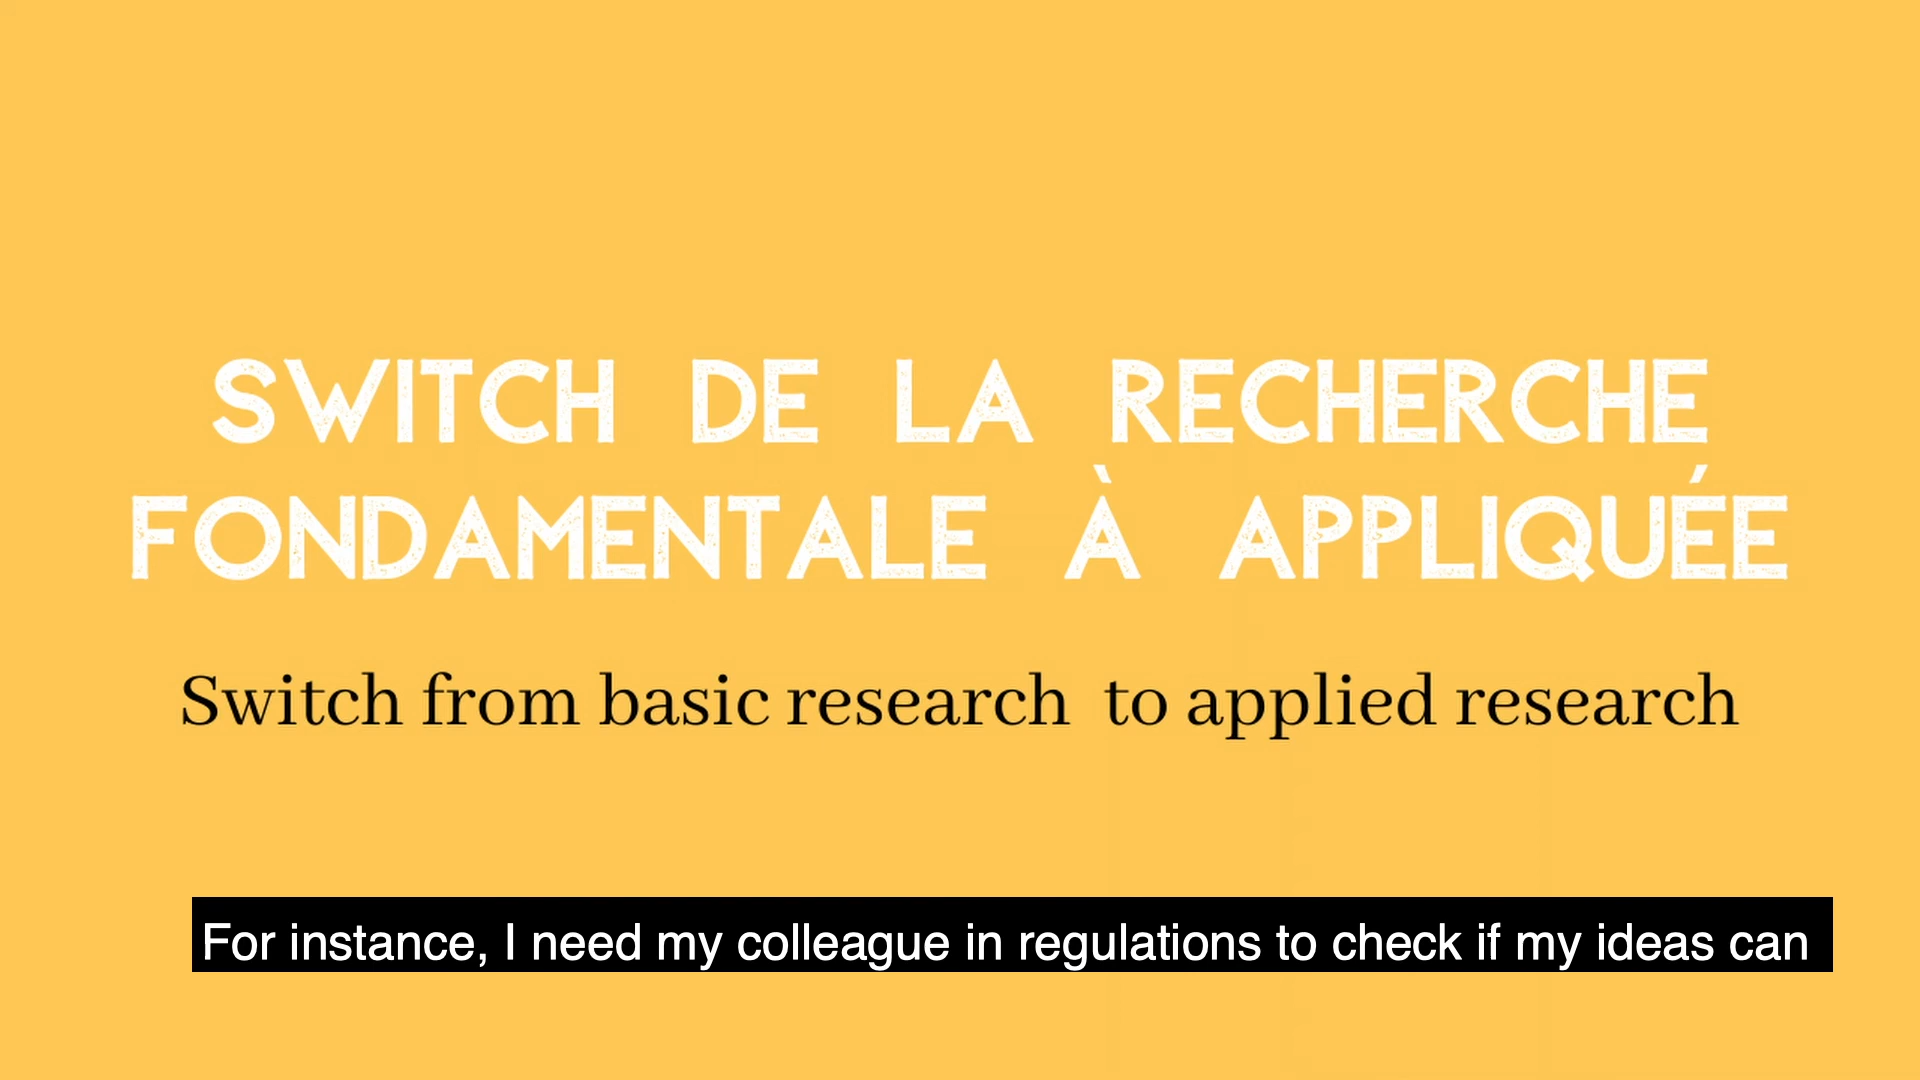 SWITCH DE LA RECHERCHE
FONDAMENTALE À APPLIQUÉE
Switch from basic research to applied research
For instance, I need my colleague in regulations to check if my ideas can